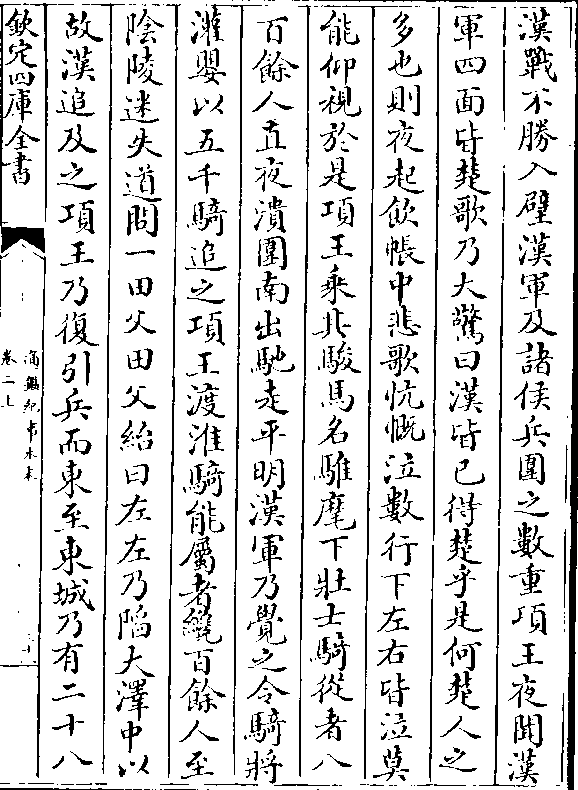 漢戰不勝入壁漢軍及諸侯兵圍之數重項王夜聞漢
軍四面皆楚歌乃大驚曰漢皆已得楚乎是何楚人之
多也則夜起飲帳中悲歌忼慨泣數行下左右皆泣莫
能仰視於是項王乘其駿馬名騅麾下壯士騎從者八
百餘人直夜潰圍南出馳走平明漢軍乃覺之令騎將
灌嬰以五千騎追之項王渡淮騎能屬者纔百餘人至
隂陵迷失道問一田父田父紿曰左左乃陷大澤中以
故漢追及之項王乃復引兵而東至東城乃有二十八
欽定四庫全書
通鑑紀事本末
卷二上